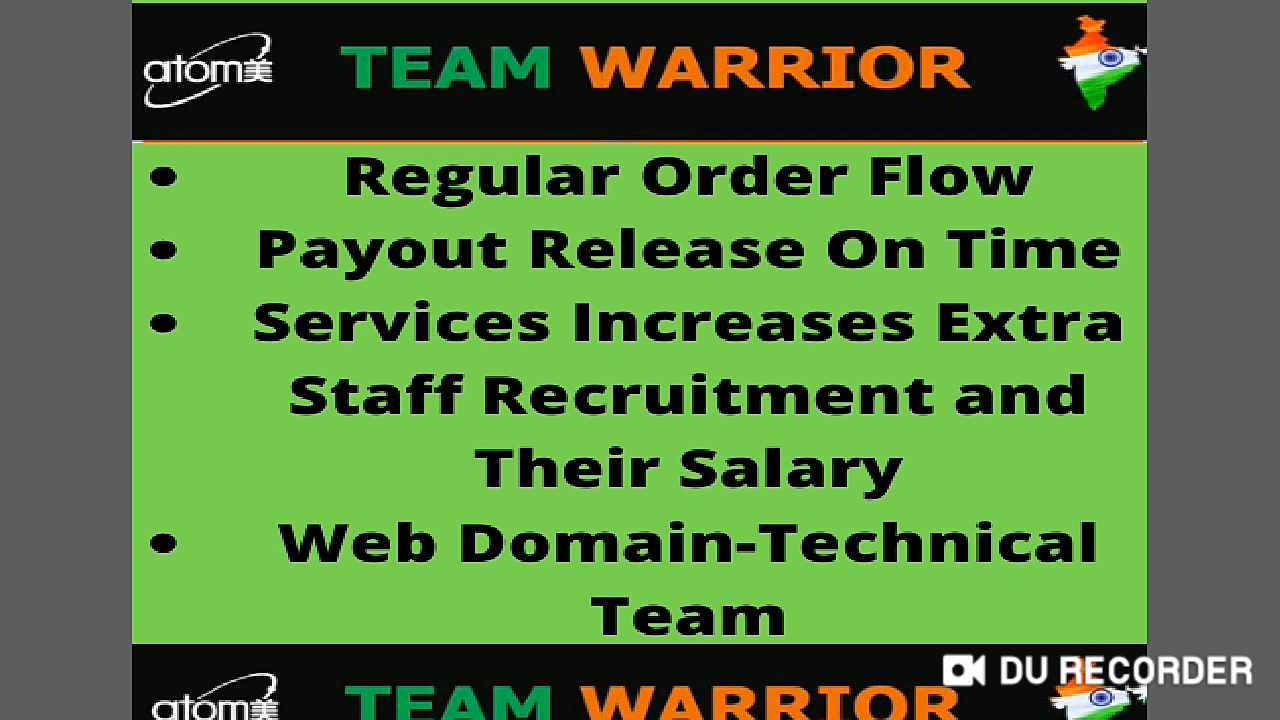 atom美 TEAM WARRIOR
• Regular Order Flow
• Payout Release On Time
• Services Increases Extra
Staff Recruitment and
Their Salary
• Web Domain-Technical
Team
DU RECORDER
atom美 TEAM WARRIOR